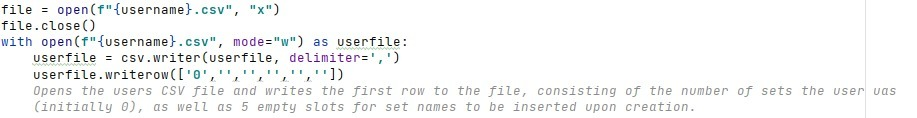 file = open(f"{username}.csv", "x")
file.close()
with open(f"{username}.csv", mode="w") as userfile:
    userfile = csv.writer(userfile, delimiter=',')
    userfile.writerow(['0','','','','',''])
    Opens the users CSV file and writes the first row to the file, consisting of the number of sets the user uas
    (initially 0), as well as 5 empty slots for set names to be inserted upon creation.